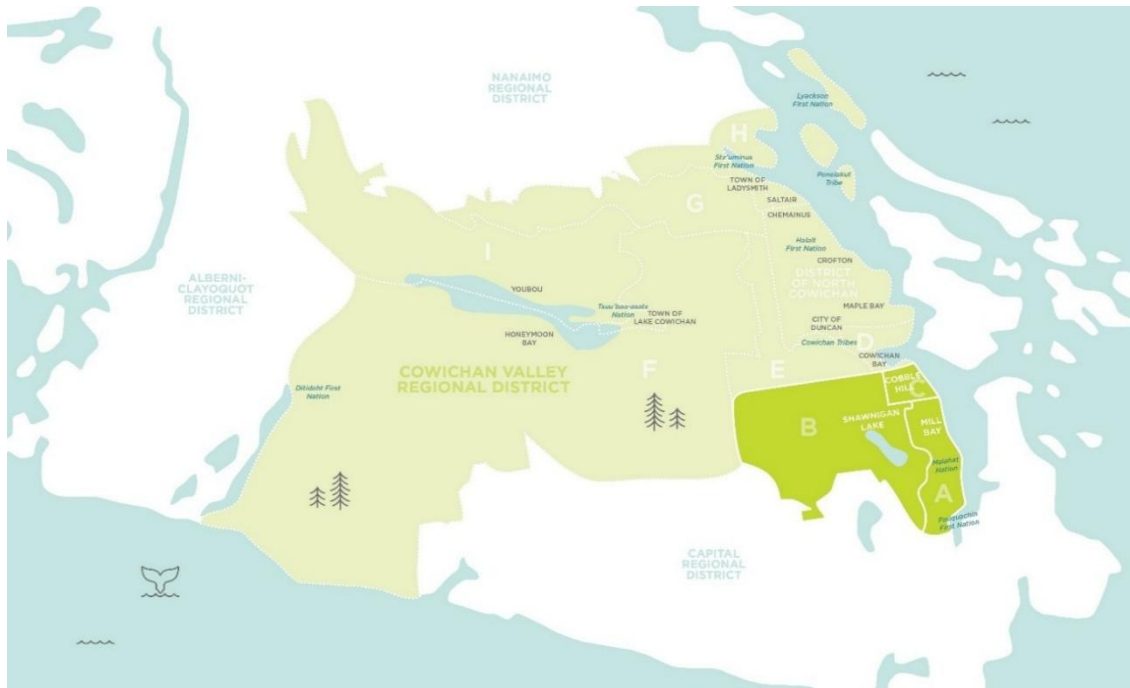 NANAIMO
REGIONAL
DISTRICT
Lyackson
First Nation
H
Stz'uminus
First Nation
Penelakut
Tribe
TOWN OF
LADYSMITH
SALTAIR
G
CHEMAINUS
Halalt
First Nation
I
CROFTON
ALBERNI-
CLAYOQUOT
REGIONAL
DISTRICT
DISTRICT
OF NORTH
COWICHAN
YOUBOU
MAPLE BAY
Nation
TOWN OF
LAKE COWICHAN
CITY OF
DUNCAN
HONEYMOON
BAY
Cowichan Tribes
D
COWICHAN
BAY
COWICHAN VALLEY
REGIONAL DISTRICT
F
E
Ditidaht First
Nation
COBBLE
HILL
C
B
SHAWNIGAN
LAKE
MILL
BAY
Malahat
Nation
A
Pauquachin
First Nation
CAPITAL
REGIONAL
DISTRICT